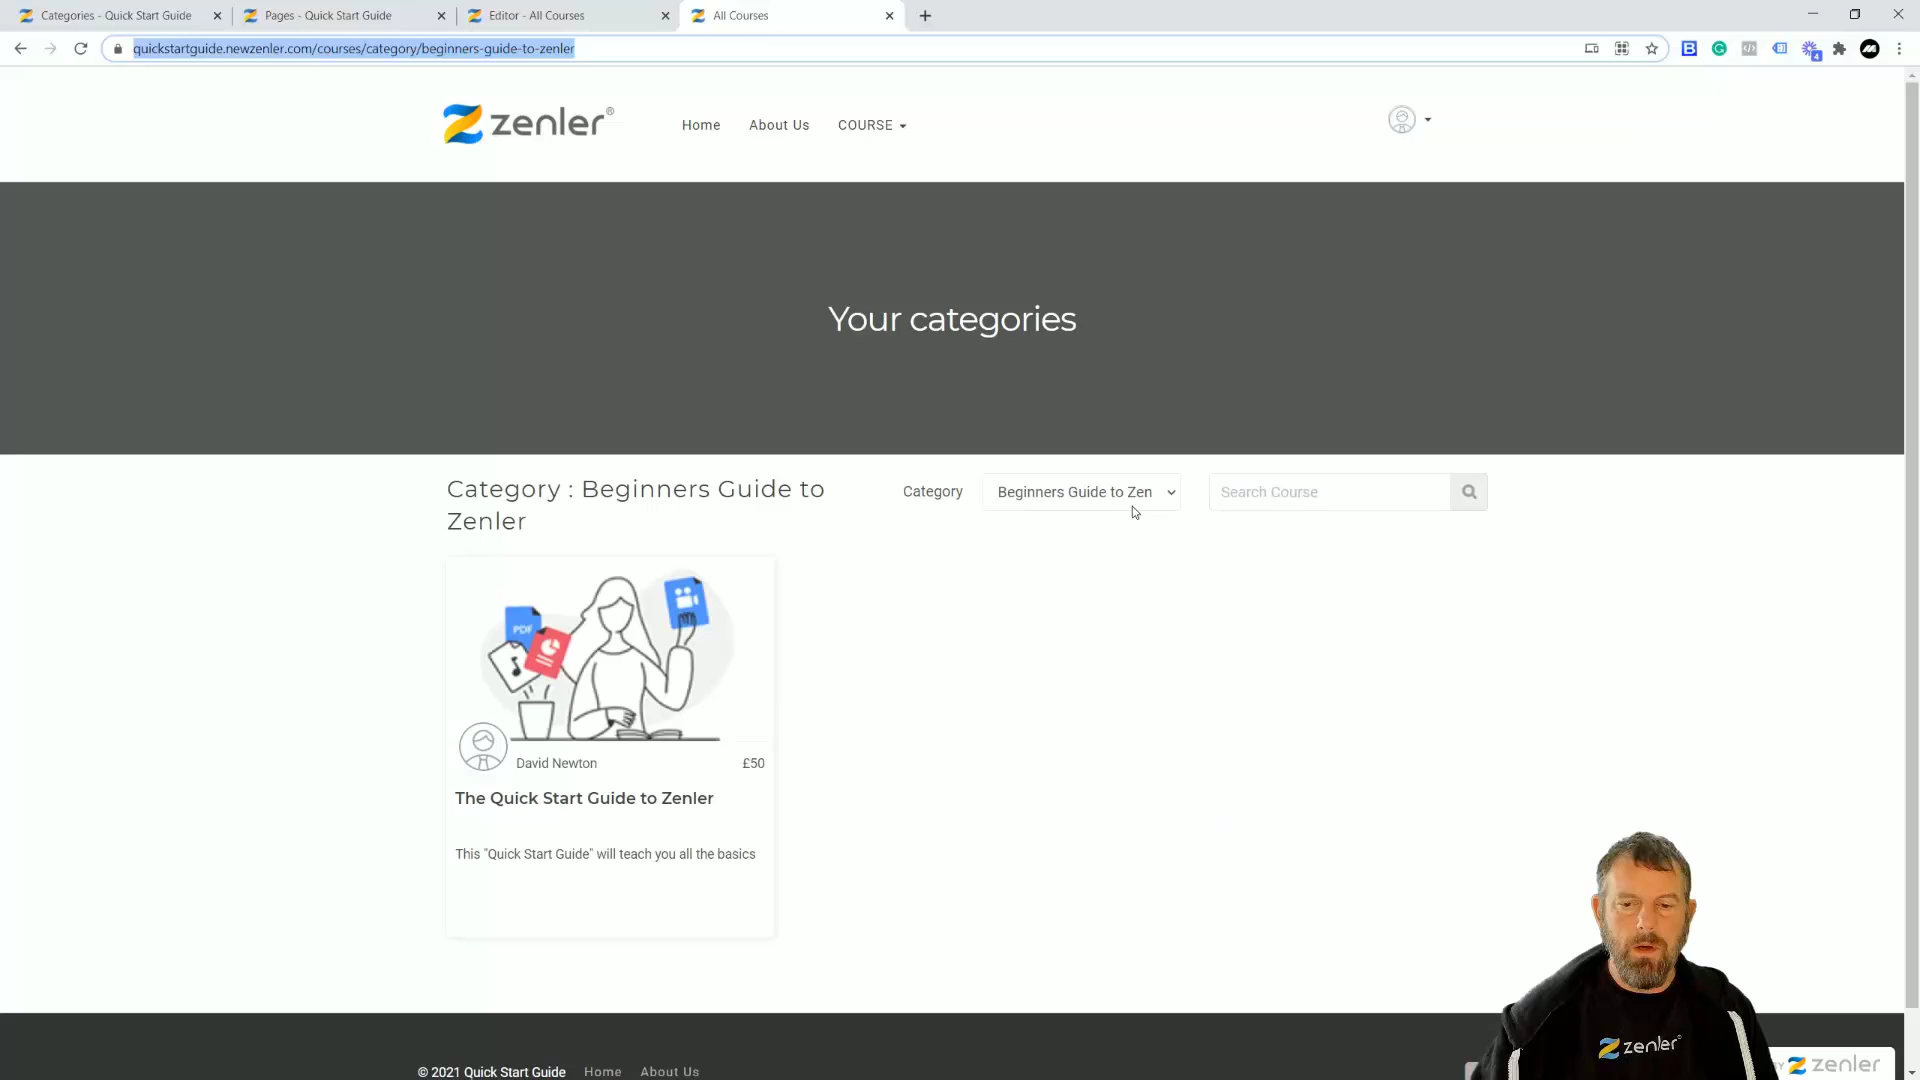 Categories - Quick Start Guide
Pages - Quick Start Guide
Editor - All Courses
All Courses
quickstartguide.newzenler.com/courses/category/beginners-guide-to-zenler
zenler®
Home
About Us
COURSE
Your categories
Category : Beginners Guide to
Zenler
Category
Beginners Guide to Zen
Search Course
PDF
David Newton
£50
The Quick Start Guide to Zenler
This "Quick Start Guide" will teach you all the basics
© 2021 Quick Start Guide
Home
About Us
zenler®
zenler